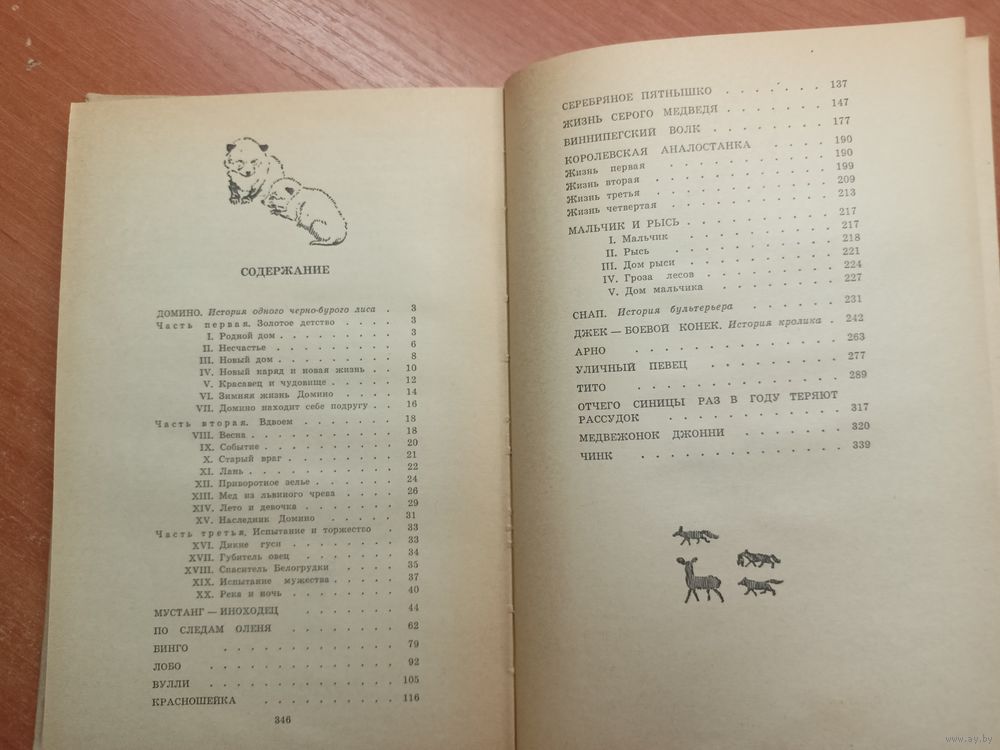 СОДЕРЖАНИЕ
ДОМИНО. История одного черно-бурого лиса . 3
Часть первая. Золотое детство . . . . 3
I. Родной дом . . . . . . . . 3
II. Несчастье . . . . . . . . 6
III. Новый дом . . . . . . . . 8
IV. Новый наряд и новая жизнь . . 10
V. Красавец и чудовище . . . . . 12
VI. Зимняя жизнь Домино . . . . 14
VII. Домино находит себе подругу . . 16
Часть вторая. Вдвоем . . . . . . 18
VIII. Весна . . . . . . . . . 18
IX. Событие . . . . . . . . 20
X. Старый враг . . . . . . . 21
XI. Лань . . . . . . . . . 22
XII. Приворотное зелье . . . . . 24
XIII. Мед из львиного чрева . . . . 26
XIV. Лето и девочка . . . . . . 29
XV. Наследник Домино . . . . . 31
Часть третья. Испытание и торжество . 33
XVI. Дикие гуси . . . . . . . 33
XVII. Губитель овец . . . . . . 34
XVIII. Спаситель Белогрудки . . . . 35
XIX. Испытание мужества . . . . . 37
XX. Река и ночь . . . . . . . 40
МУСТАНГ — ИНОХОДЕЦ . . . . . . 44
ПО СЛЕДАМ ОЛЕНЯ . . . . . . . 62
БИНГО . . . . . . . . . . . 79
ЛОБО . . . . . . . . . . . 92
ВУЛЛИ . . . . . . . . . . . 105
КРАСНОШЕЙКА . . . . . . . . . 116
346
СЕРЕБРЯНОЕ ПЯТНЫШКО . . . . . . 137
ЖИЗНЬ СЕРОГО МЕДВЕДЯ . . . . . . 147
ВИННИПЕГСКИЙ ВОЛК . . . . . . . 177
КОРОЛЕВСКАЯ АНАЛОСТАНКА . . . . . 190
Жизнь первая . . . . . . . . . 190
Жизнь вторая . . . . . . . . . 199
Жизнь третья . . . . . . . . . 209
Жизнь четвертая . . . . . . . . 213
МАЛЬЧИК И РЫСЬ . . . . . . . . 217
I. Мальчик . . . . . . . . . 217
II. Рысь . . . . . . . . . 218
III. Дом рыси . . . . . . . . 221
IV. Гроза лесов . . . . . . . 224
V. Дом мальчика . . . . . . . 227
СНАП. История бультерьера . . . . . 231
ДЖЕК — БОЕВОЙ КОНЕК. История кролика . 242
АРНО . . . . . . . . . . . 263
УЛИЧНЫЙ ПЕВЕЦ . . . . . . . . 277
ТИТО . . . . . . . . . . . 289
ОТЧЕГО СИНИЦЫ РАЗ В ГОДУ ТЕРЯЮТ
РАССУДОК . . . . . . . . . . 317
МЕДВЕЖОНОК ДЖОННИ . . . . . . . 320
ЧИНК . . . . . . . . . . . 339
www.ay.by